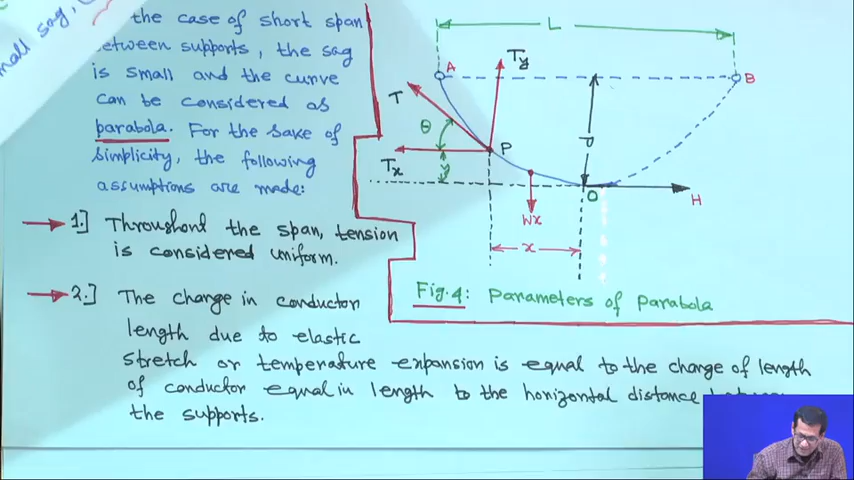 mall sag,
the case of short span
between supports, the sag
is small and the curve
can be considered as
parabola. For the sake of
simplicity, the following
assumptions are made:
1.] Throughout the span, tension
is considered uniform.
2.] The change in conductor
length due to elastic
stretch or temperature expansion is equal to the change of length
of conductor equal in length to the horizontal distance
the supports.
L
A
B
Ty
T
θ
P
d
Tx
y
O
H
Wx
x
Fig.4: Parameters of Parabola